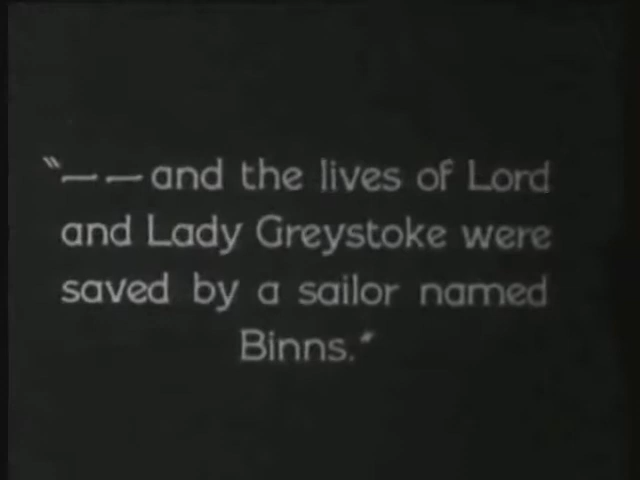 "——and the lives of Lord
and Lady Greystoke were
saved by a sailor named
Binns."